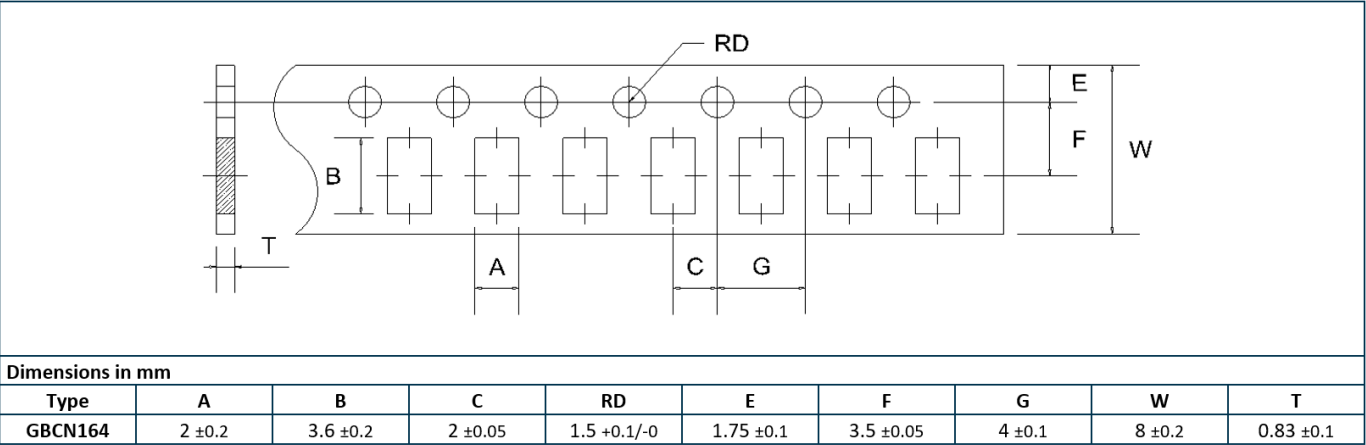 RD
E
F
W
B
T
A
C
G
Dimensions in mm
Type A B C RD E F G W T
GBCN164 2 ±0.2 3.6 ±0.2 2 ±0.05 1.5 +0.1/-0 1.75 ±0.1 3.5 ±0.05 4 ±0.1 8 ±0.2 0.83 ±0.1